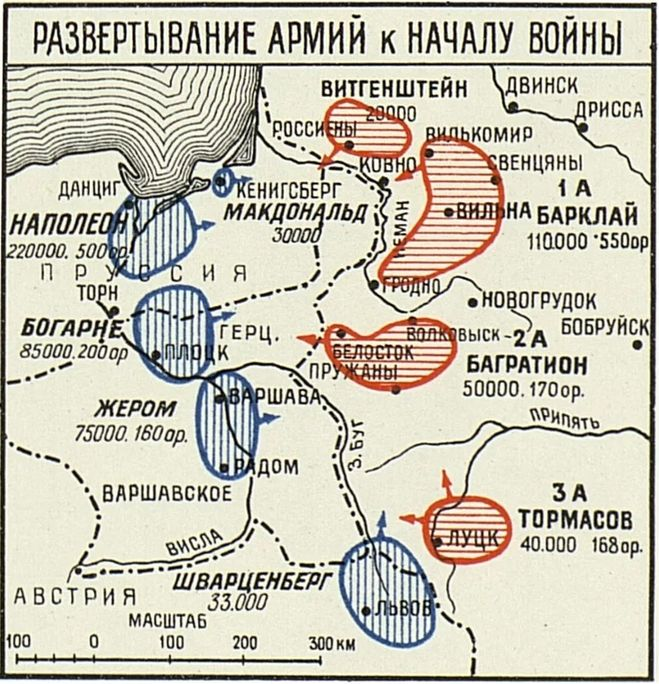 РАЗВЕРТЫВАНИЕ АРМИЙ К НАЧАЛУ ВОЙНЫ
ВИТГЕНШТЕЙН
20000
ДВИНСК
ДРИССА
РОССИЕНЫ
ВИЛЬКОМИР
КОВНО
СВЕНЦЯНЫ
ДАНЦИГ
КЕНИГСБЕРГ
НАПОЛЕОН
220000. 500ор.
МАКДОНАЛЬД
30000
НЕМАН
ВИЛЬНА
1 А
БАРКЛАЙ
110.000 550ор
ПРУССИЯ
ТОРН
ГРОДНО
НОВОГРУДОК
БОБРУЙСК
БОГАРНЕ
85000.200ор
ГЕРЦ.
ПЛОЦК
ВОЛКОВЫСК
БЕЛОСТОК
ПРУЖАНЫ
2А
БАГРАТИОН
50000. 170ор.
ЖЕРОМ
75000. 160ор.
ВАРШАВА
З. БУГ
ПРИПЯТЬ
РАДОМ
ВАРШАВСКОЕ
3 А
ТОРМАСОВ
40.000 168ор.
ЛУЦК
ВИСЛА
ШВАРЦЕНБЕРГ
33.000
ЛЬВОВ
АВСТРИЯ
МАСШТАБ
100 0 100 200 300 КМ